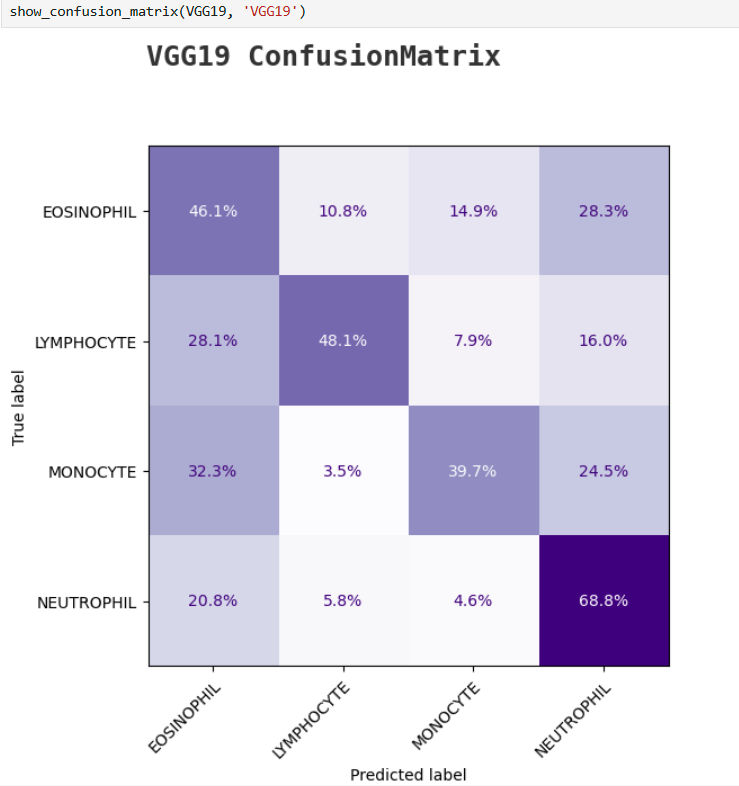 show_confusion_matrix(VGG19, 'VGG19')
VGG19 ConfusionMatrix
EOSINOPHIL 46.1% 10.8% 14.9% 28.3%
LYMPHOCYTE 28.1% 48.1% 7.9% 16.0%
MONOCYTE 32.3% 3.5% 39.7% 24.5%
NEUTROPHIL 20.8% 5.8% 4.6% 68.8%
True label
EOSINOPHIL LYMPHOCYTE MONOCYTE NEUTROPHIL
Predicted label